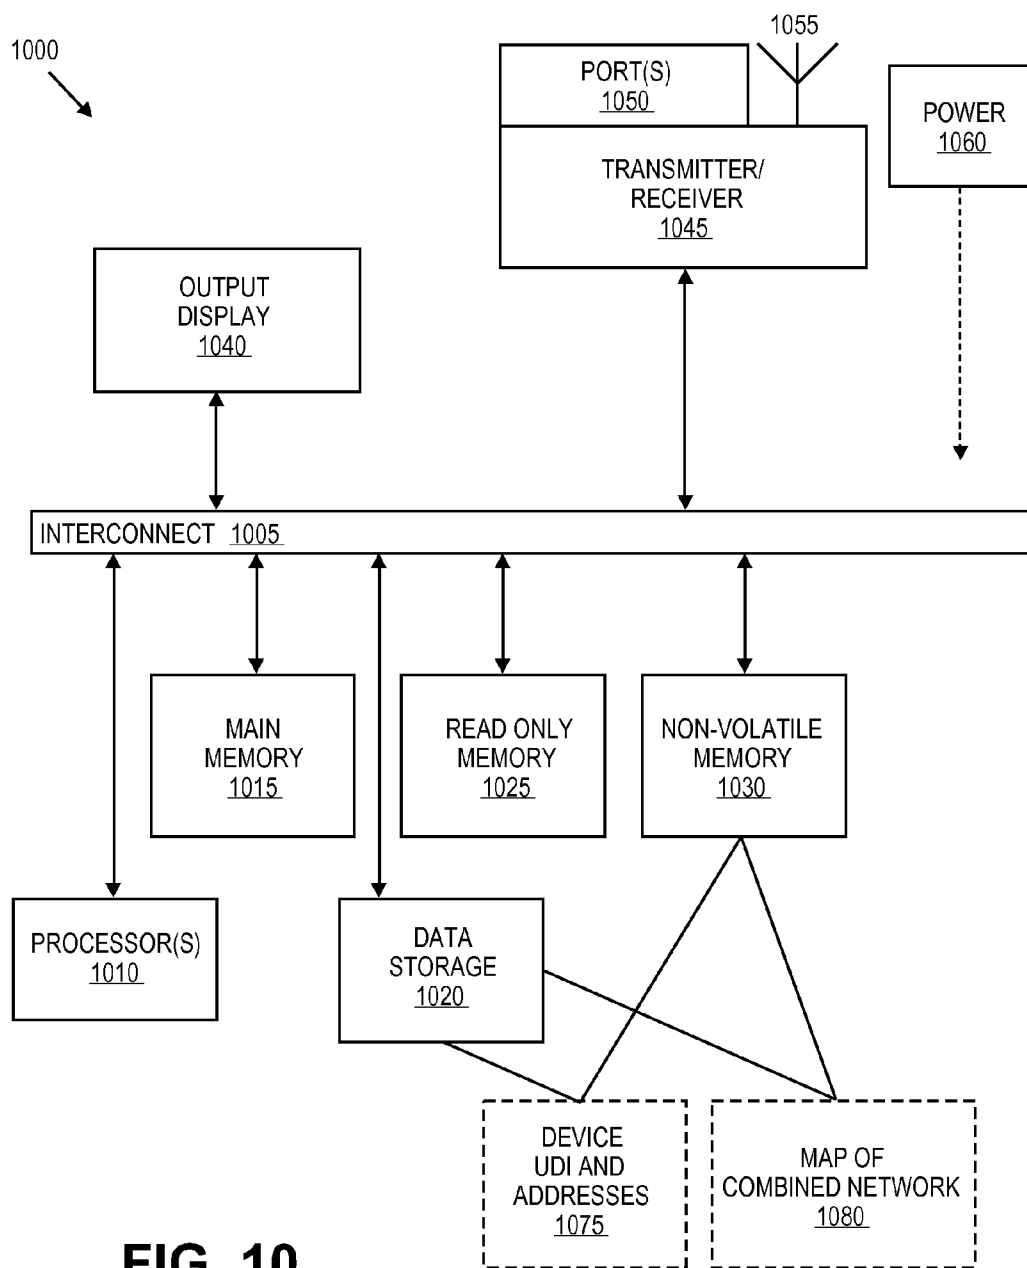 1000
1055
PORT(S)
1050
POWER
1060
TRANSMITTER/
RECEIVER
1045
OUTPUT
DISPLAY
1040
INTERCONNECT 1005
MAIN
MEMORY
1015
READ ONLY
MEMORY
1025
NON-VOLATILE
MEMORY
1030
PROCESSOR(S)
1010
DATA
STORAGE
1020
DEVICE
UDI AND
ADDRESSES
1075
MAP OF
COMBINED NETWORK
1080
FIG. 10